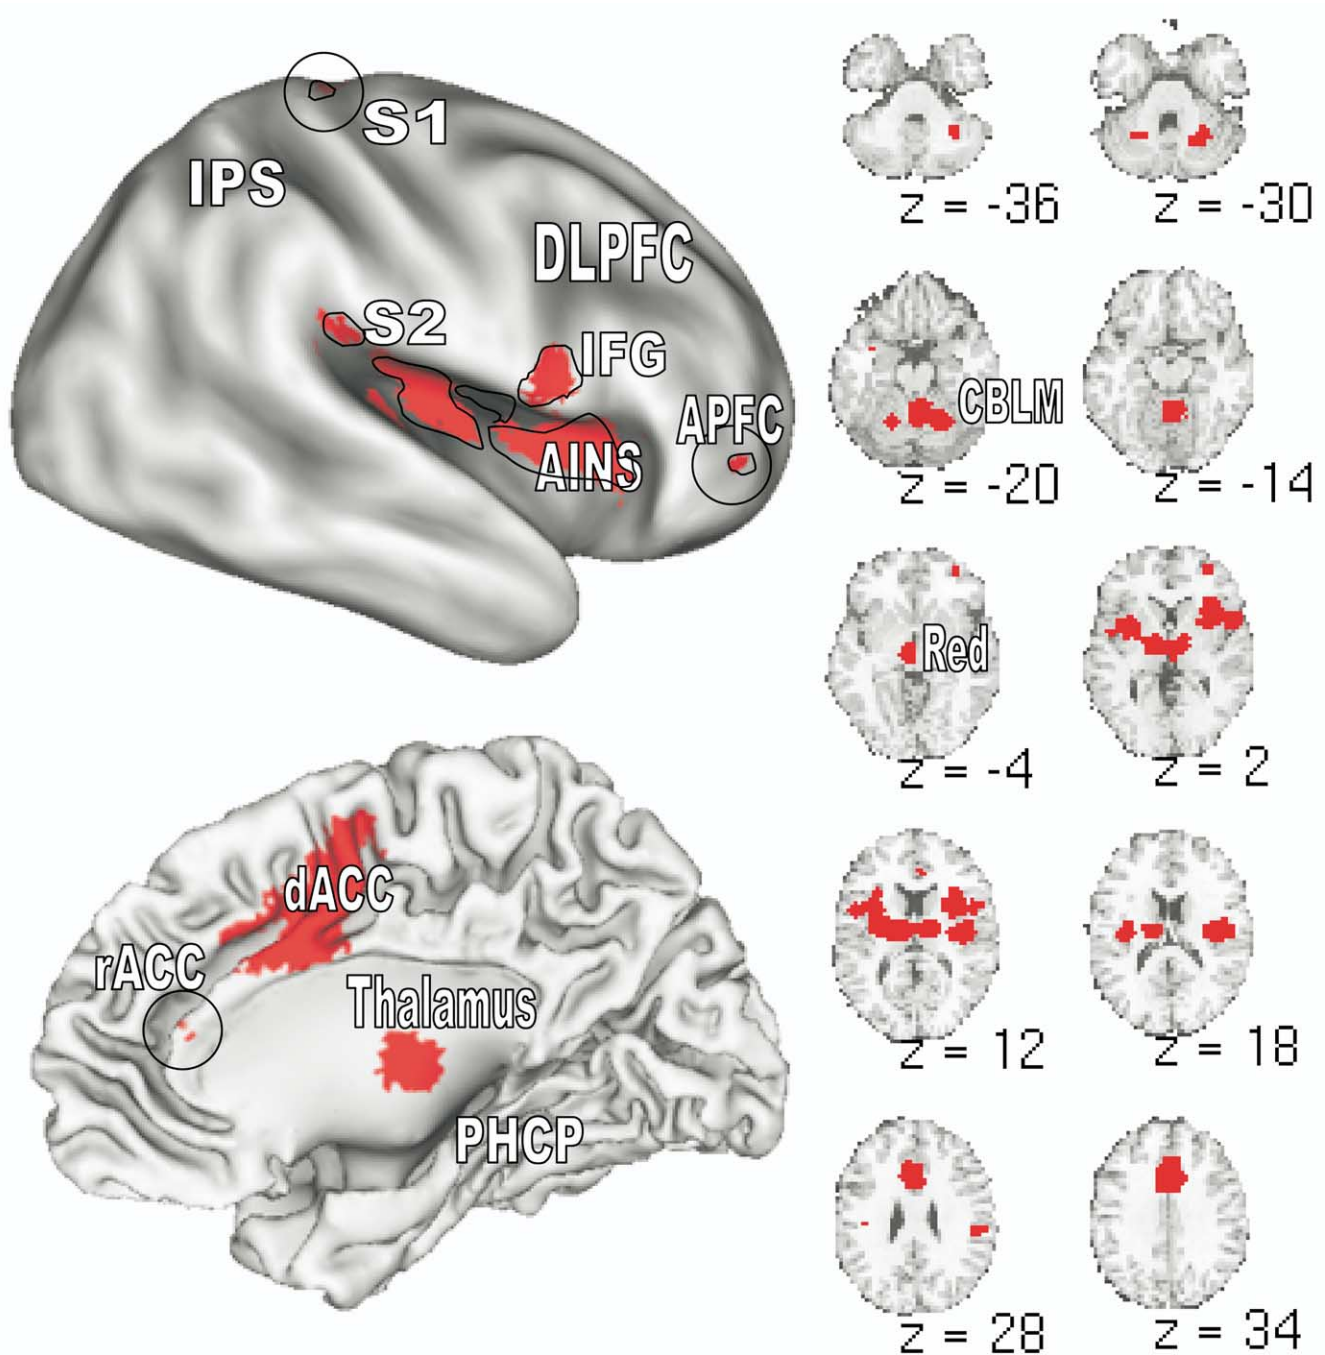 S1
IPS
DLPFC
S2
IFG
APFC
AINS
dACC
rACC
Thalamus
PHCP
z = -36
z = -30
CBLM
z = -20
z = -14
Red
z = -4
z = 2
z = 12
z = 18
z = 28
z = 34